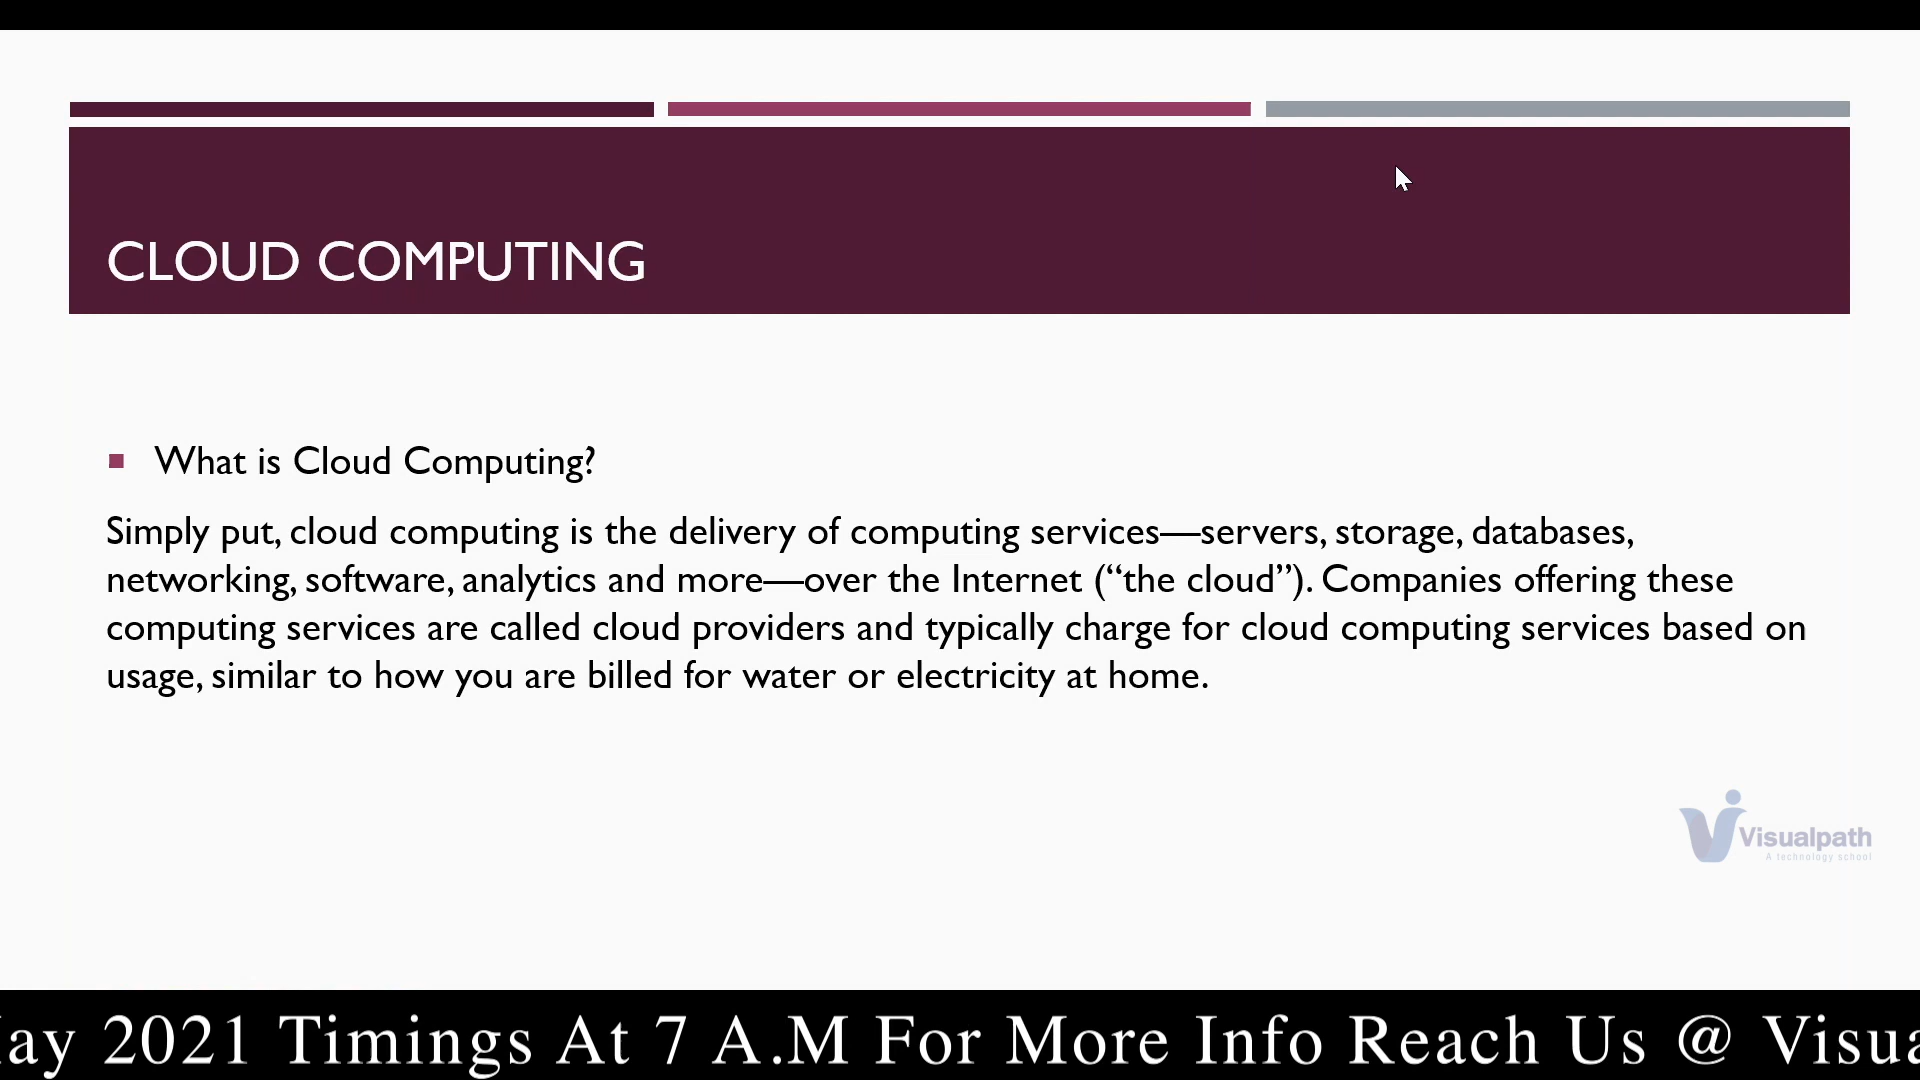 CLOUD COMPUTING
What is Cloud Computing?
Simply put, cloud computing is the delivery of computing services—servers, storage, databases,
networking, software, analytics and more—over the Internet (“the cloud”). Companies offering these
computing services are called cloud providers and typically charge for cloud computing services based on
usage, similar to how you are billed for water or electricity at home.
Visualpath
A technology school
2021 Timings At 7 A.M For More Info Reach Us @